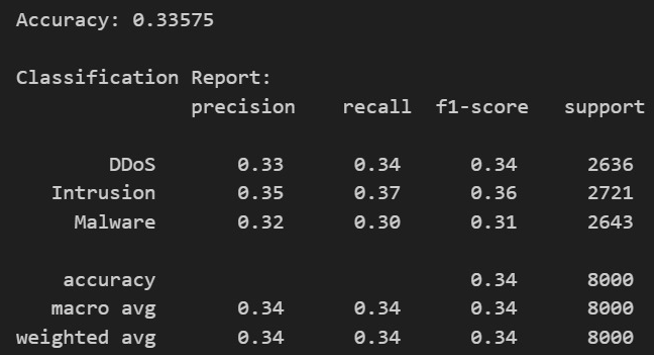 Accuracy: 0.33575
Classification Report:
precision recall f1-score support
DDoS 0.33 0.34 0.34 2636
Intrusion 0.35 0.37 0.36 2721
Malware 0.32 0.30 0.31 2643
accuracy 0.34 8000
macro avg 0.34 0.34 0.34 8000
weighted avg 0.34 0.34 0.34 8000